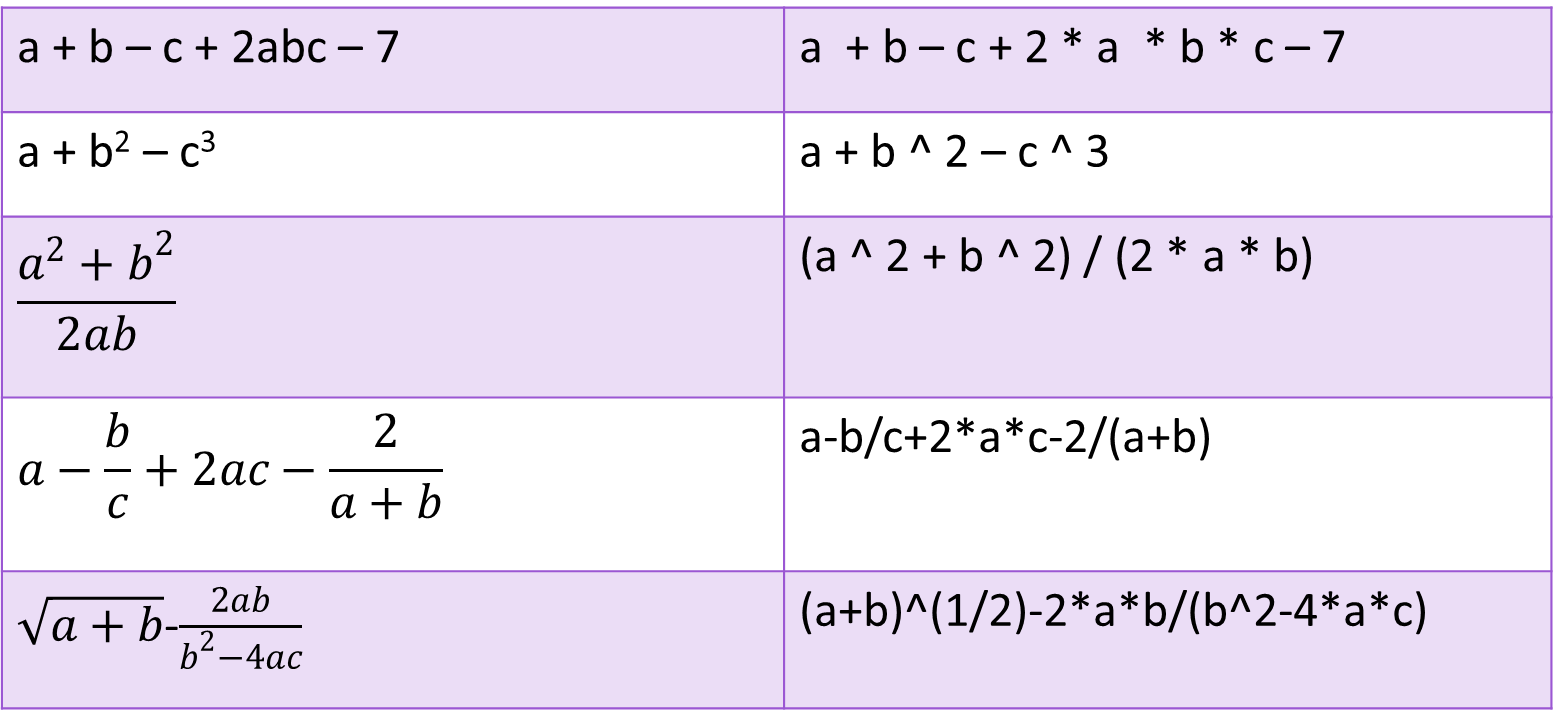 a + b – c + 2abc – 7
a  + b – c + 2 * a  * b * c – 7
a + b² – c³
a + b ^ 2 – c ^ 3
a² + b²
2ab
(a ^ 2 + b ^ 2) / (2 * a * b)
a − b/c + 2ac − 2/(a + b)
a-b/c+2*a*c-2/(a+b)
√(a + b)-2ab/(b²−4ac)
(a+b)^(1/2)-2*a*b/(b^2-4*a*c)